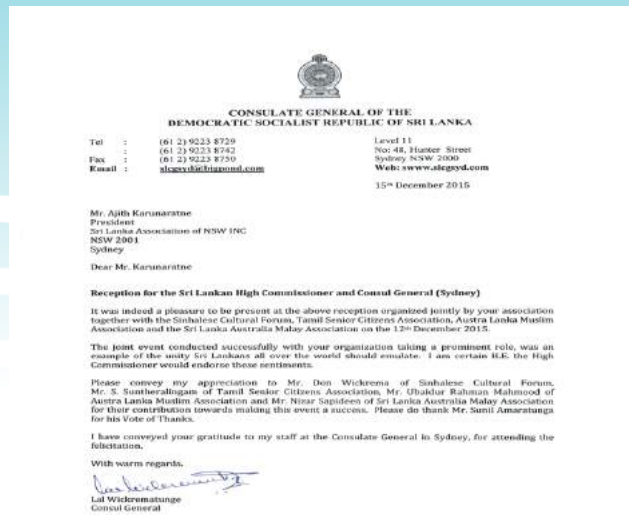 CONSULATE GENERAL OF THE
DEMOCRATIC SOCIALIST REPUBLIC OF SRI LANKA
Tel : (61 2) 9223 8729
: (61 2) 9223 8742
Fax : (61 2) 9223 8750
Email : slcgsyd@bigpond.com
Level 11
No: 48, Hunter Street
Sydney NSW 2000
Web: www.slcgsyd.com
15th December 2015
Mr. Ajith Karunaratne
President
Sri Lanka Association of NSW INC
NSW 2001
Sydney
Dear Mr. Karunaratne
Reception for the Sri Lankan High Commissioner and Consul General (Sydney)
It was indeed a pleasure to be present at the above reception organized jointly by your association
together with the Sinhalese Cultural Forum, Tamil Senior Citizens Association, Austra Lanka Muslim
Association and the Sri Lanka Australia Malay Association on the 12th December 2015.
The joint event conducted successfully with your organization taking a prominent role, was an
example of the unity Sri Lankans all over the world should emulate. I am certain H.E. the High
Commissioner would endorse these sentiments.
Please convey my appreciation to Mr. Don Wickrema of Sinhalese Cultural Forum,
Mr. S. Suntheralingam of Tamil Senior Citizens Association, Mr. Ubaidur Rahman Mahmood of
Austra Lanka Muslim Association and Mr. Nizar Sapideen of Sri Lanka Australia Malay Association
for their contribution towards making this event a success. Please do thank Mr. Sunil Amaratunga
for his Vote of Thanks.
I have conveyed your gratitude to my staff at the Consulate General in Sydney, for attending the
felicitation.
With warm regards,
Lal Wickrematunge
Consul General